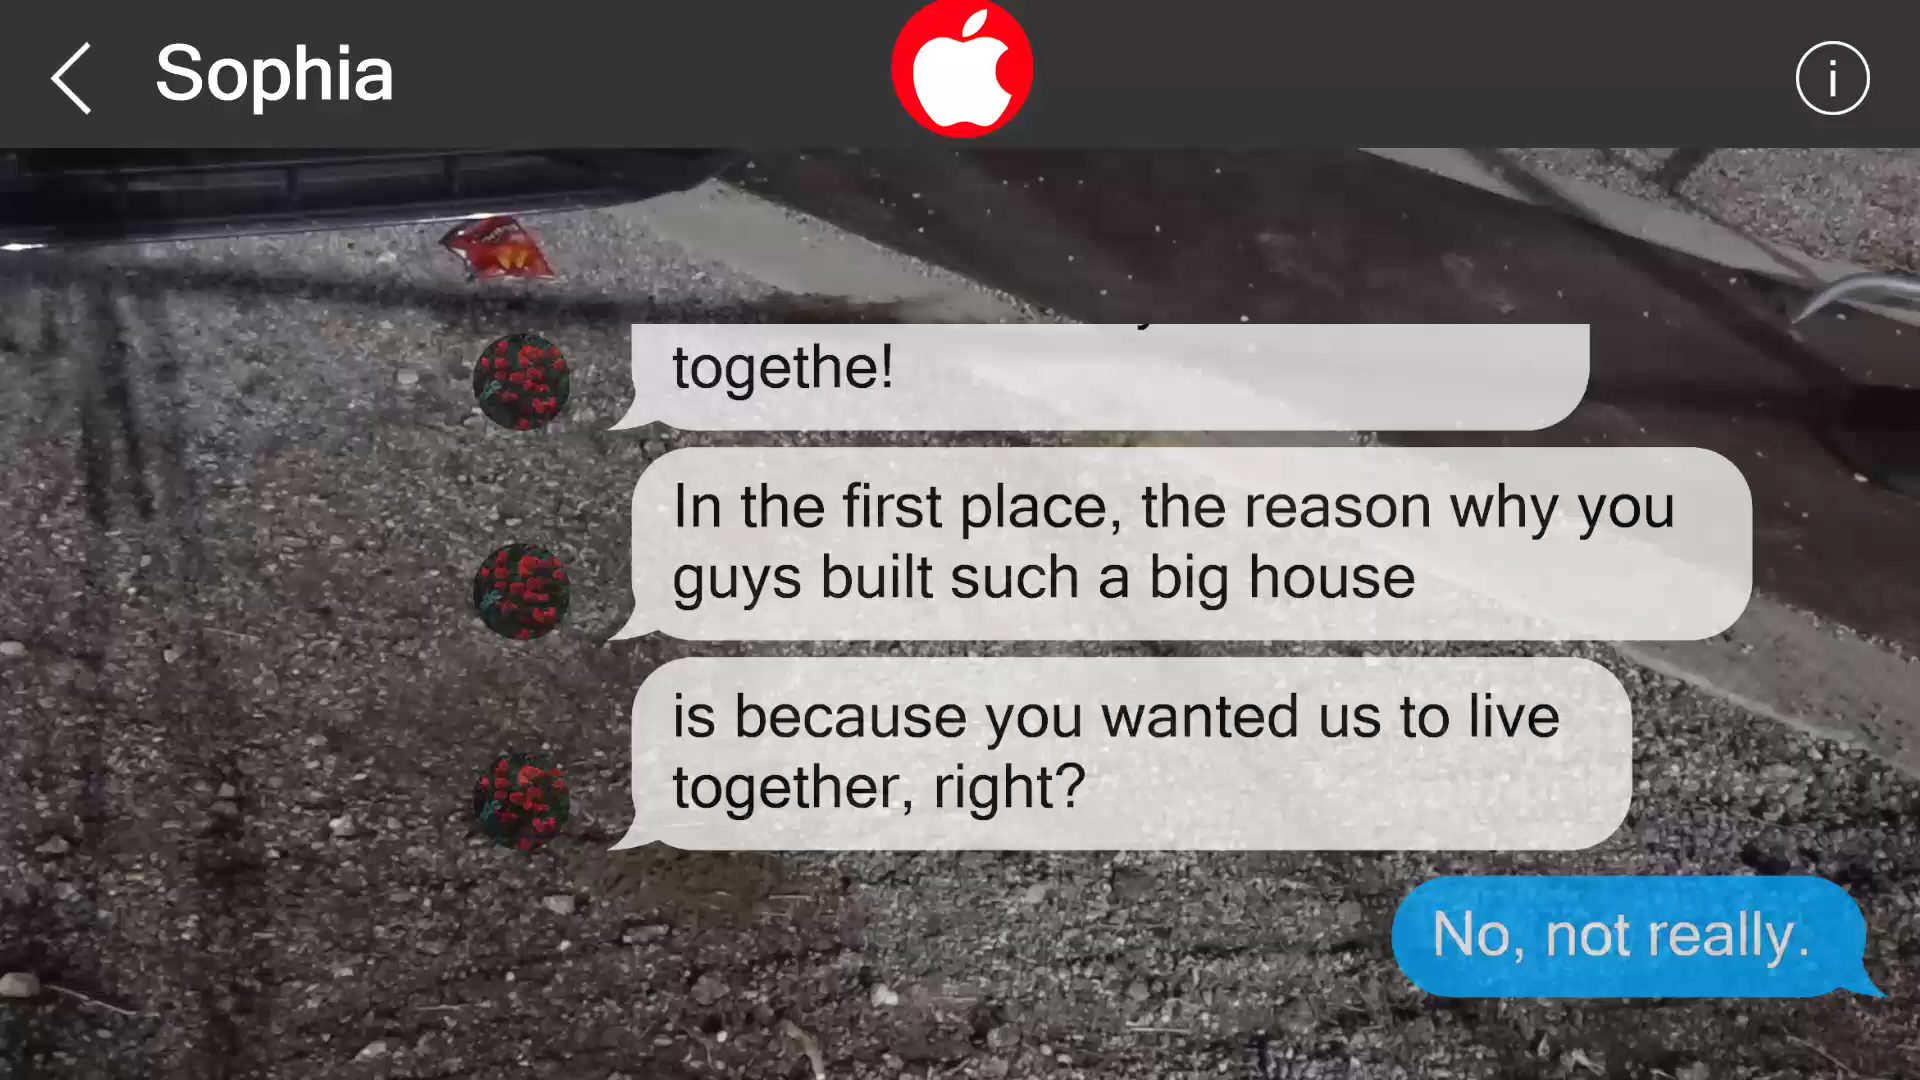 Sophia
togethe!
In the first place, the reason why you
guys built such a big house
is because you wanted us to live
together, right?
No, not really.